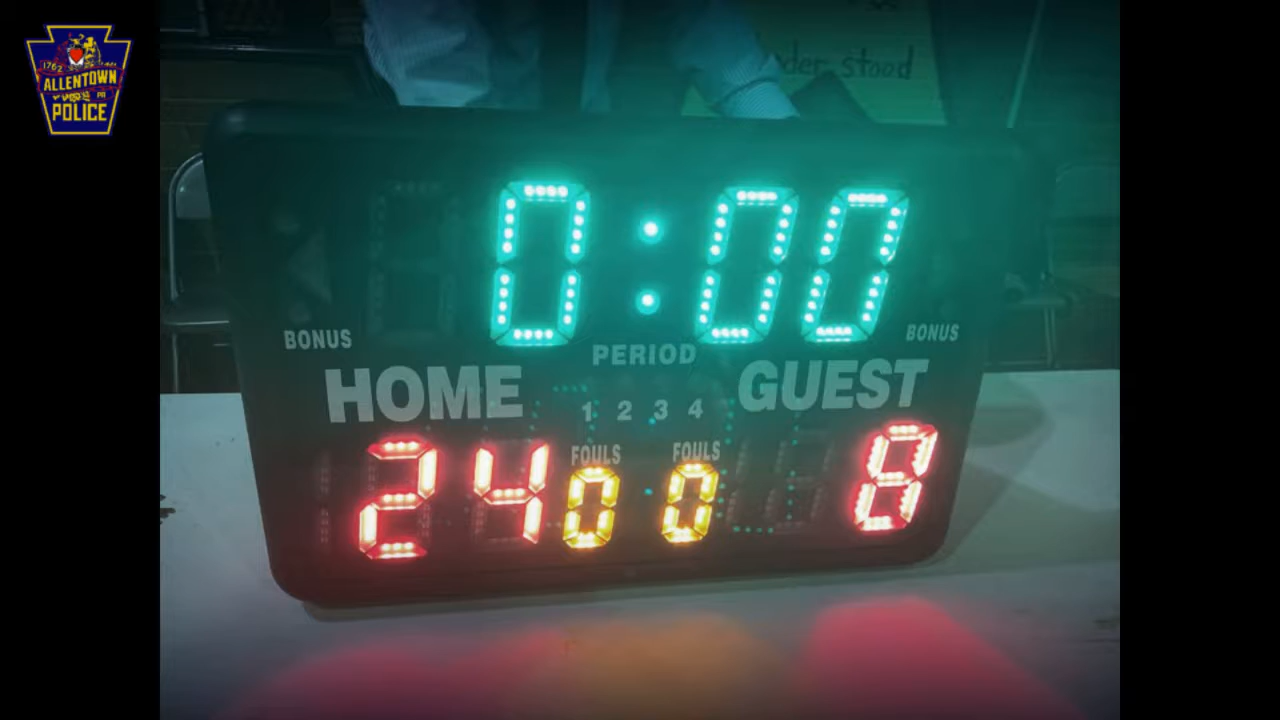 1762
ALLENTOWN
PA
POLICE
der stood
0:00
BONUS
BONUS
PERIOD
HOME
GUEST
1 2 3 4
FOULS
FOULS
24
0
0
8